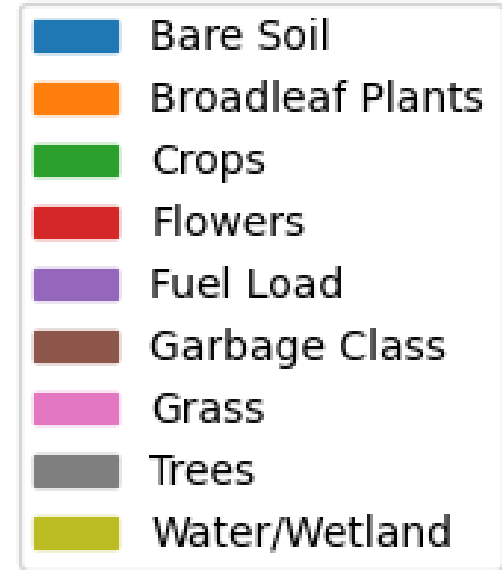 Bare Soil
Broadleaf Plants
Crops
Flowers
Fuel Load
Garbage Class
Grass
Trees
Water/Wetland